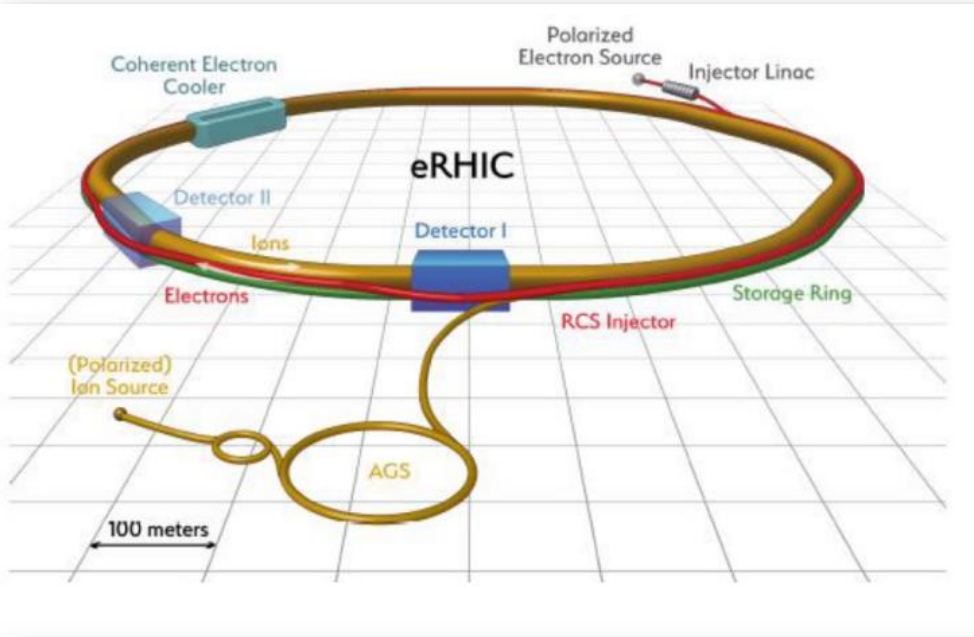 Polarized
Electron Source
Injector Linac
Coherent Electron
Cooler
eRHIC
Detector II
Detector I
Ions
Electrons
Storage Ring
RCS Injector
(Polarized)
Ion Source
AGS
100 meters